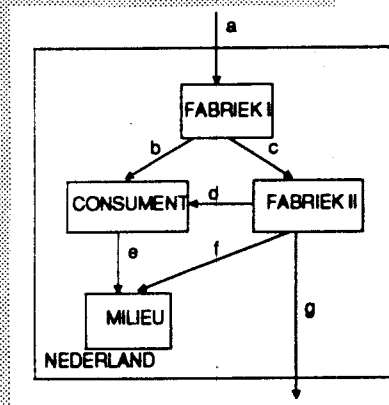 a
FABRIEK I
b
c
CONSUMENT
d
FABRIEK II
e
f
g
MILIEU
NEDERLAND